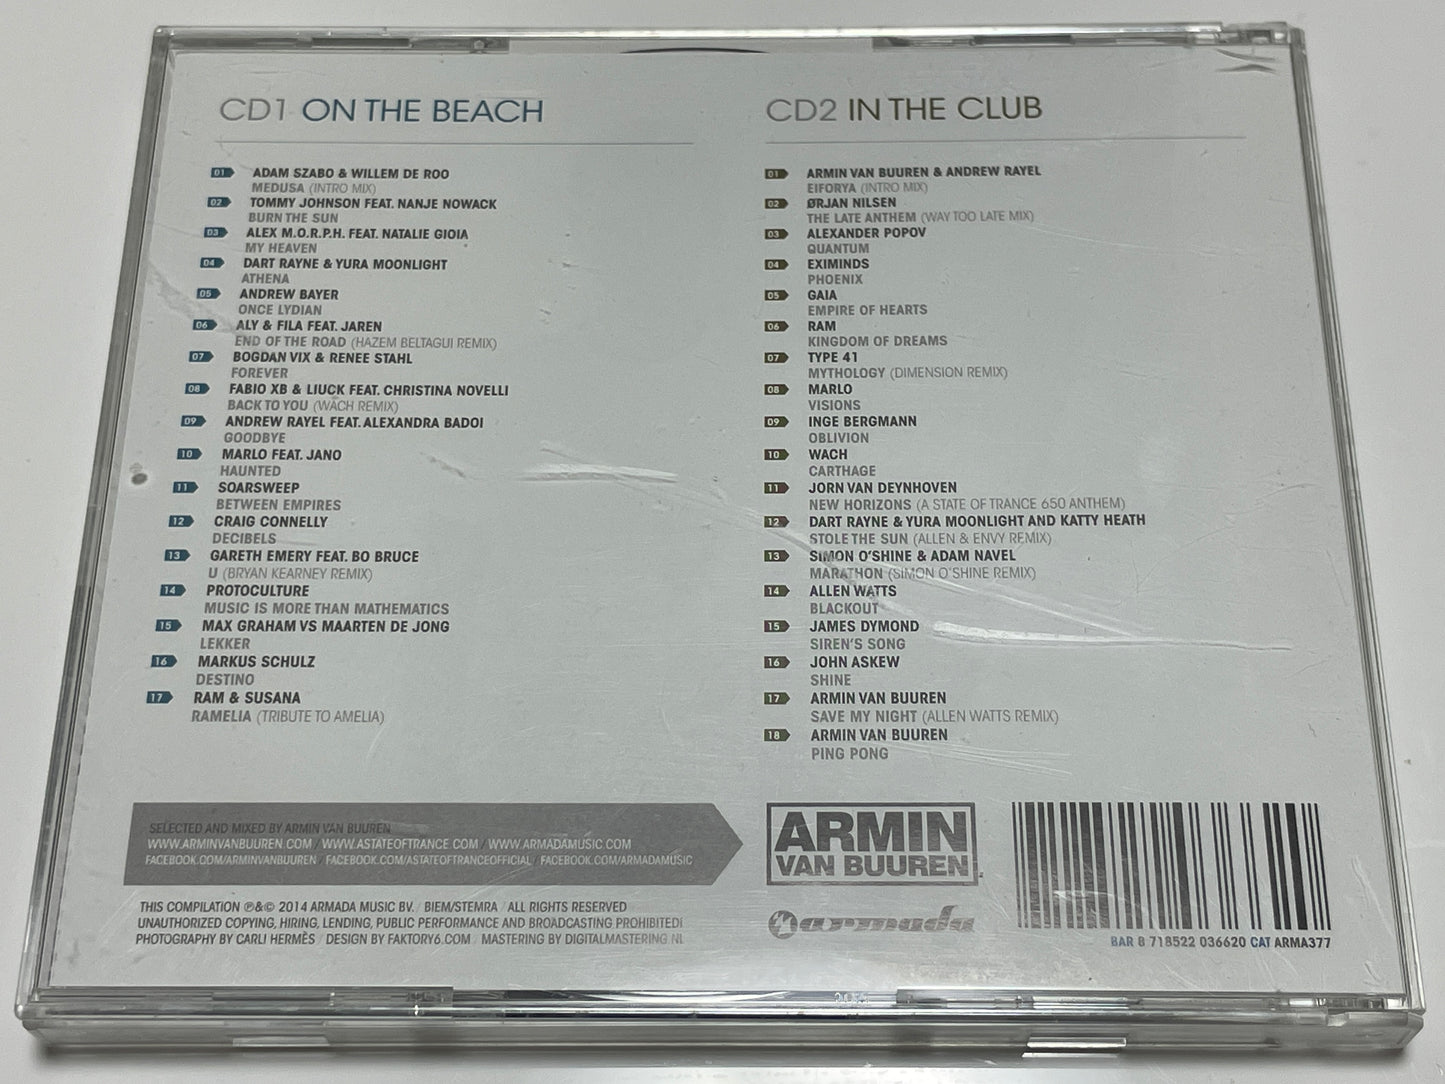 CD1 ON THE BEACH
01 ADAM SZABO & WILLEM DE ROO
MEDUSA (INTRO MIX)
02 TOMMY JOHNSON FEAT. NANJE NOWACK
BURN THE SUN
03 ALEX M.O.R.P.H. FEAT. NATALIE GIOIA
MY HEAVEN
04 DART RAYNE & YURA MOONLIGHT
ATHENA
05 ANDREW BAYER
ONCE LYDIAN
06 ALY & FILA FEAT. JAREN
END OF THE ROAD (HAZEM BELTAGUI REMIX)
07 BOGDAN VIX & RENEE STAHL
FOREVER
08 FABIO XB & LIUCK FEAT. CHRISTINA NOVELLI
BACK TO YOU (WACH REMIX)
09 ANDREW RAYEL FEAT. ALEXANDRA BADOI
GOODBYE
10 MARLO FEAT. JANO
HAUNTED
11 SOARSWEEP
BETWEEN EMPIRES
12 CRAIG CONNELLY
DECIBELS
13 GARETH EMERY FEAT. BO BRUCE
U (BRYAN KEARNEY REMIX)
14 PROTOCULTURE
MUSIC IS MORE THAN MATHEMATICS
15 MAX GRAHAM VS MAARTEN DE JONG
LEKKER
16 MARKUS SCHULZ
DESTINO
17 RAM & SUSANA
RAMELIA (TRIBUTE TO AMELIA)
CD2 IN THE CLUB
01 ARMIN VAN BUUREN & ANDREW RAYEL
EIFORYA (INTRO MIX)
02 ØRJAN NILSEN
THE LATE ANTHEM (WAY TOO LATE MIX)
03 ALEXANDER POPOV
QUANTUM
04 EXIMINDS
PHOENIX
05 GAIA
EMPIRE OF HEARTS
06 RAM
KINGDOM OF DREAMS
07 TYPE 41
MYTHOLOGY (DIMENSION REMIX)
08 MARLO
VISIONS
09 INGE BERGMANN
OBLIVION
10 WACH
CARTHAGE
11 JORN VAN DEYNHOVEN
NEW HORIZONS (A STATE OF TRANCE 650 ANTHEM)
12 DART RAYNE & YURA MOONLIGHT AND KATTY HEATH
STOLE THE SUN (ALLEN & ENVY REMIX)
13 SIMON O'SHINE & ADAM NAVEL
MARATHON (SIMON O'SHINE REMIX)
14 ALLEN WATTS
BLACKOUT
15 JAMES DYMOND
SIREN'S SONG
16 JOHN ASKEW
SHINE
17 ARMIN VAN BUUREN
SAVE MY NIGHT (ALLEN WATTS REMIX)
18 ARMIN VAN BUUREN
PING PONG
SELECTED AND MIXED BY ARMIN VAN BUUREN
WWW.ARMINVANBUUREN.COM / WWW.ASTATEOFTRANCE.COM / WWW.ARMADAMUSIC.COM
FACEBOOK.COM/ARMINVANBUUREN / FACEBOOK.COM/ASTATEOFTRANCEOFFICIAL / FACEBOOK.COM/ARMADAMUSIC
THIS COMPILATION ℗&© 2014 ARMADA MUSIC BV. / BIEM/STEMRA / ALL RIGHTS RESERVED
UNAUTHORIZED COPYING, HIRING, LENDING, PUBLIC PERFORMANCE AND BROADCASTING PROHIBITED!
PHOTOGRAPHY BY CARLI HERMÈS / DESIGN BY FAKTORY6.COM / MASTERING BY DIGITALMASTERING.NL
ARMIN
VAN BUUREN
armada
BAR 8 718522 036620 CAT ARMA377